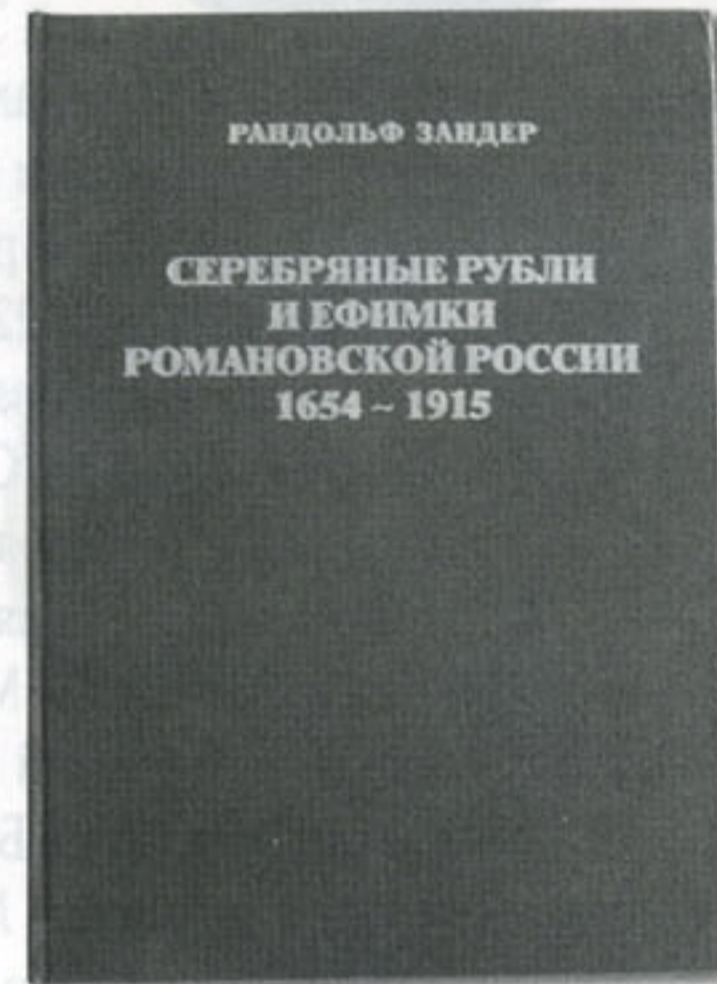 РАНДОЛЬФ ЗАНДЕР
СЕРЕБРЯНЫЕ РУБЛИ
И ЕФИМКИ
РОМАНОВСКОЙ РОССИИ
1654 ~ 1915